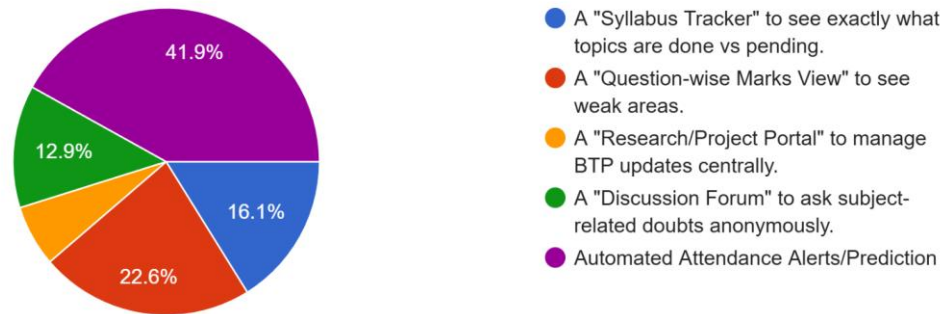 41.9%
12.9%
16.1%
22.6%
A "Syllabus Tracker" to see exactly what
topics are done vs pending.
A "Question-wise Marks View" to see
weak areas.
A "Research/Project Portal" to manage
BTP updates centrally.
A "Discussion Forum" to ask subject-
related doubts anonymously.
Automated Attendance Alerts/Prediction